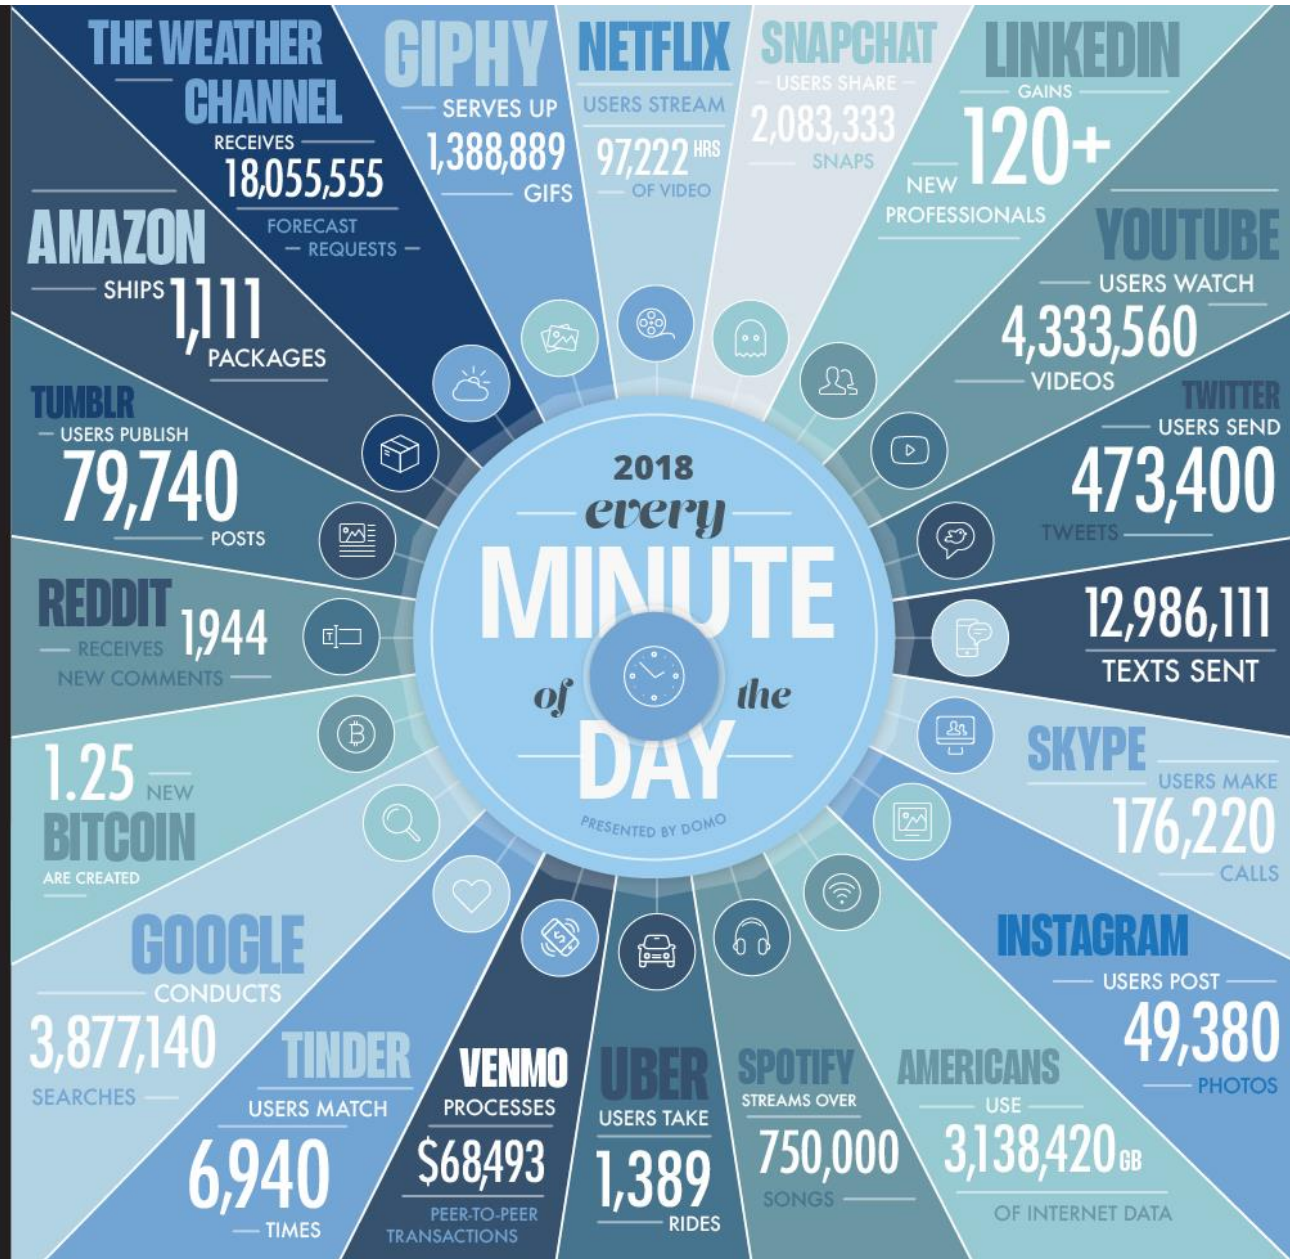 2018
every
MINUTE
of the
DAY
PRESENTED BY DOMO
THE WEATHER
CHANNEL
RECEIVES
18,055,555
FORECAST
REQUESTS
GIPHY
SERVES UP
1,388,889
GIFS
NETFLIX
USERS STREAM
97,222 HRS
OF VIDEO
SNAPCHAT
USERS SHARE
2,083,333
SNAPS
LINKEDIN
GAINS
120+
NEW
PROFESSIONALS
YOUTUBE
USERS WATCH
4,333,560
VIDEOS
TWITTER
USERS SEND
473,400
TWEETS
12,986,111
TEXTS SENT
SKYPE
USERS MAKE
176,220
CALLS
INSTAGRAM
USERS POST
49,380
PHOTOS
AMERICANS
USE
3,138,420 GB
OF INTERNET DATA
SPOTIFY
STREAMS OVER
750,000
SONGS
UBER
USERS TAKE
1,389
RIDES
VENMO
PROCESSES
$68,493
PEER-TO-PEER
TRANSACTIONS
TINDER
USERS MATCH
6,940
TIMES
GOOGLE
CONDUCTS
3,877,140
SEARCHES
1.25 NEW
BITCOIN
ARE CREATED
REDDIT
RECEIVES 1,944
NEW COMMENTS
TUMBLR
USERS PUBLISH
79,740
POSTS
AMAZON
SHIPS 1,111
PACKAGES